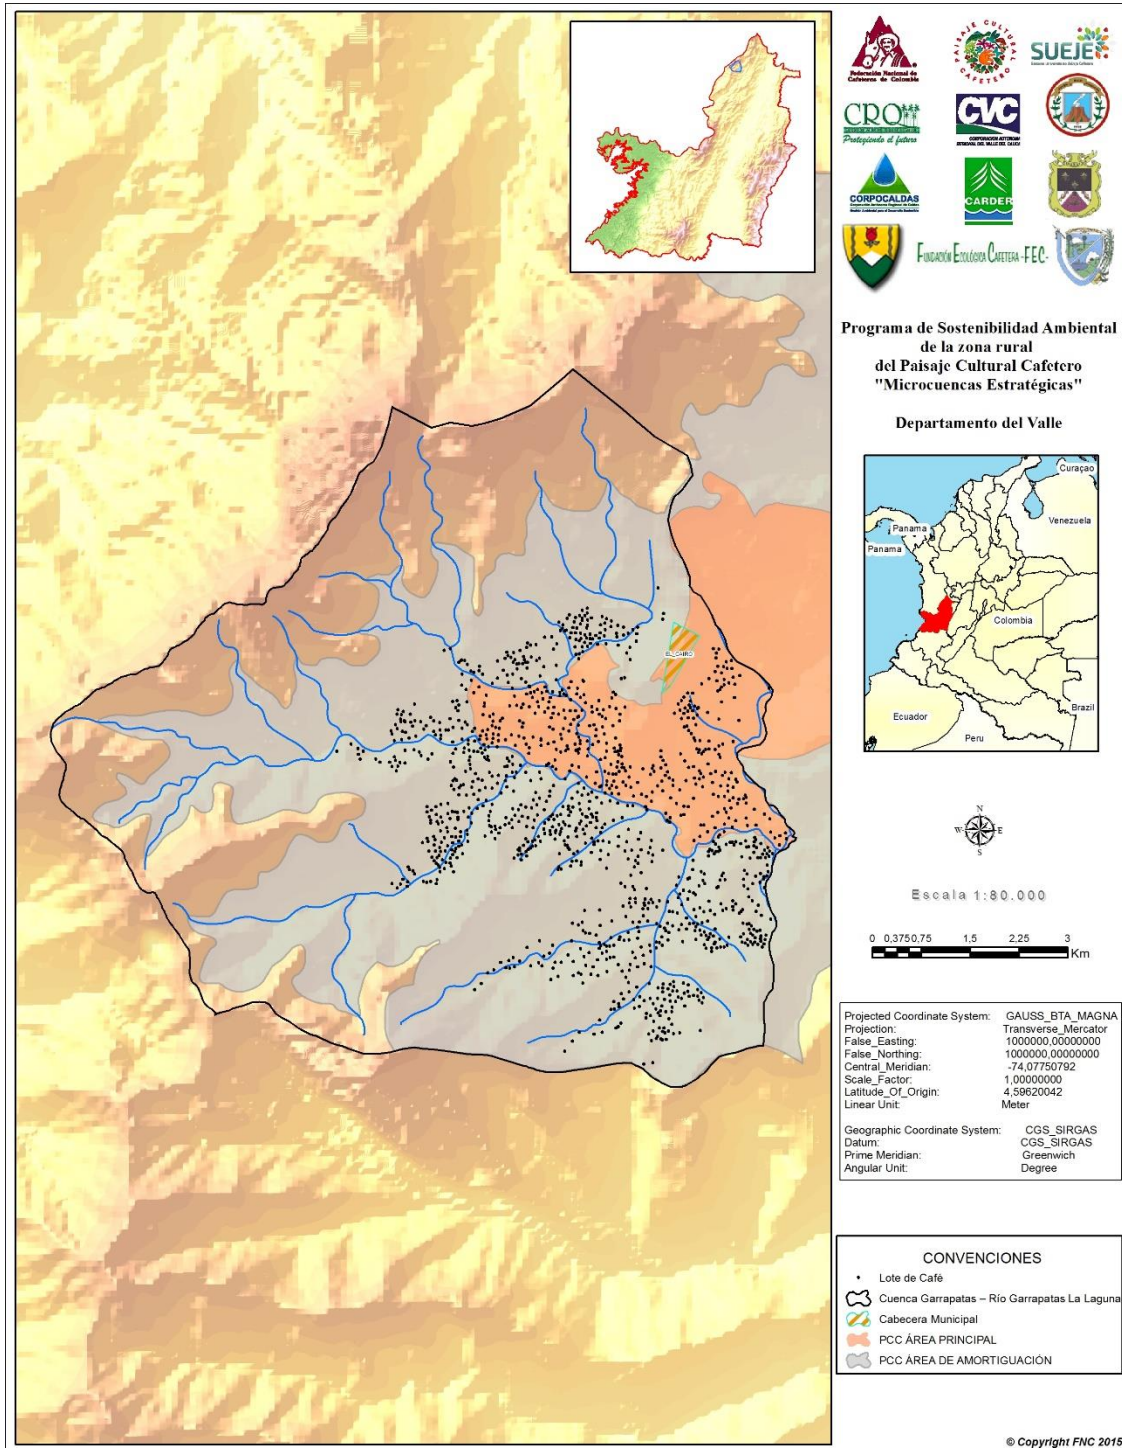 Federación Nacional de
Cafeteros de Colombia
PAISAJE CULTURAL
CAFETERO
SUEJE
CRQ
Protegiendo el futuro
CVC
CORPOCALDAS
CARDER
FUNDACIÓN ECOLÓGICA CAFETERA -FEC-
Programa de Sostenibilidad Ambiental
de la zona rural
del Paisaje Cultural Cafetero
"Microcuencas Estratégicas"
Departamento del Valle
Curaçao
Panama
Venezuela
Panama
Colombia
Ecuador
Brazil
Peru
EL_CAIRO
N
W E
S
Escala 1:80.000
0 0,375 0,75 1,5 2,25 3
Km
Projected Coordinate System: GAUSS_BTA_MAGNA
Projection: Transverse_Mercator
False_Easting: 1000000,00000000
False_Northing: 1000000,00000000
Central_Meridian: -74,07750792
Scale_Factor: 1,00000000
Latitude_Of_Origin: 4,59620042
Linear Unit: Meter
Geographic Coordinate System: CGS_SIRGAS
Datum: CGS_SIRGAS
Prime Meridian: Greenwich
Angular Unit: Degree
CONVENCIONES
Lote de Café
Cuenca Garrapatas – Río Garrapatas La Laguna
Cabecera Municipal
PCC ÁREA PRINCIPAL
PCC ÁREA DE AMORTIGUACIÓN
© Copyright FNC 2015